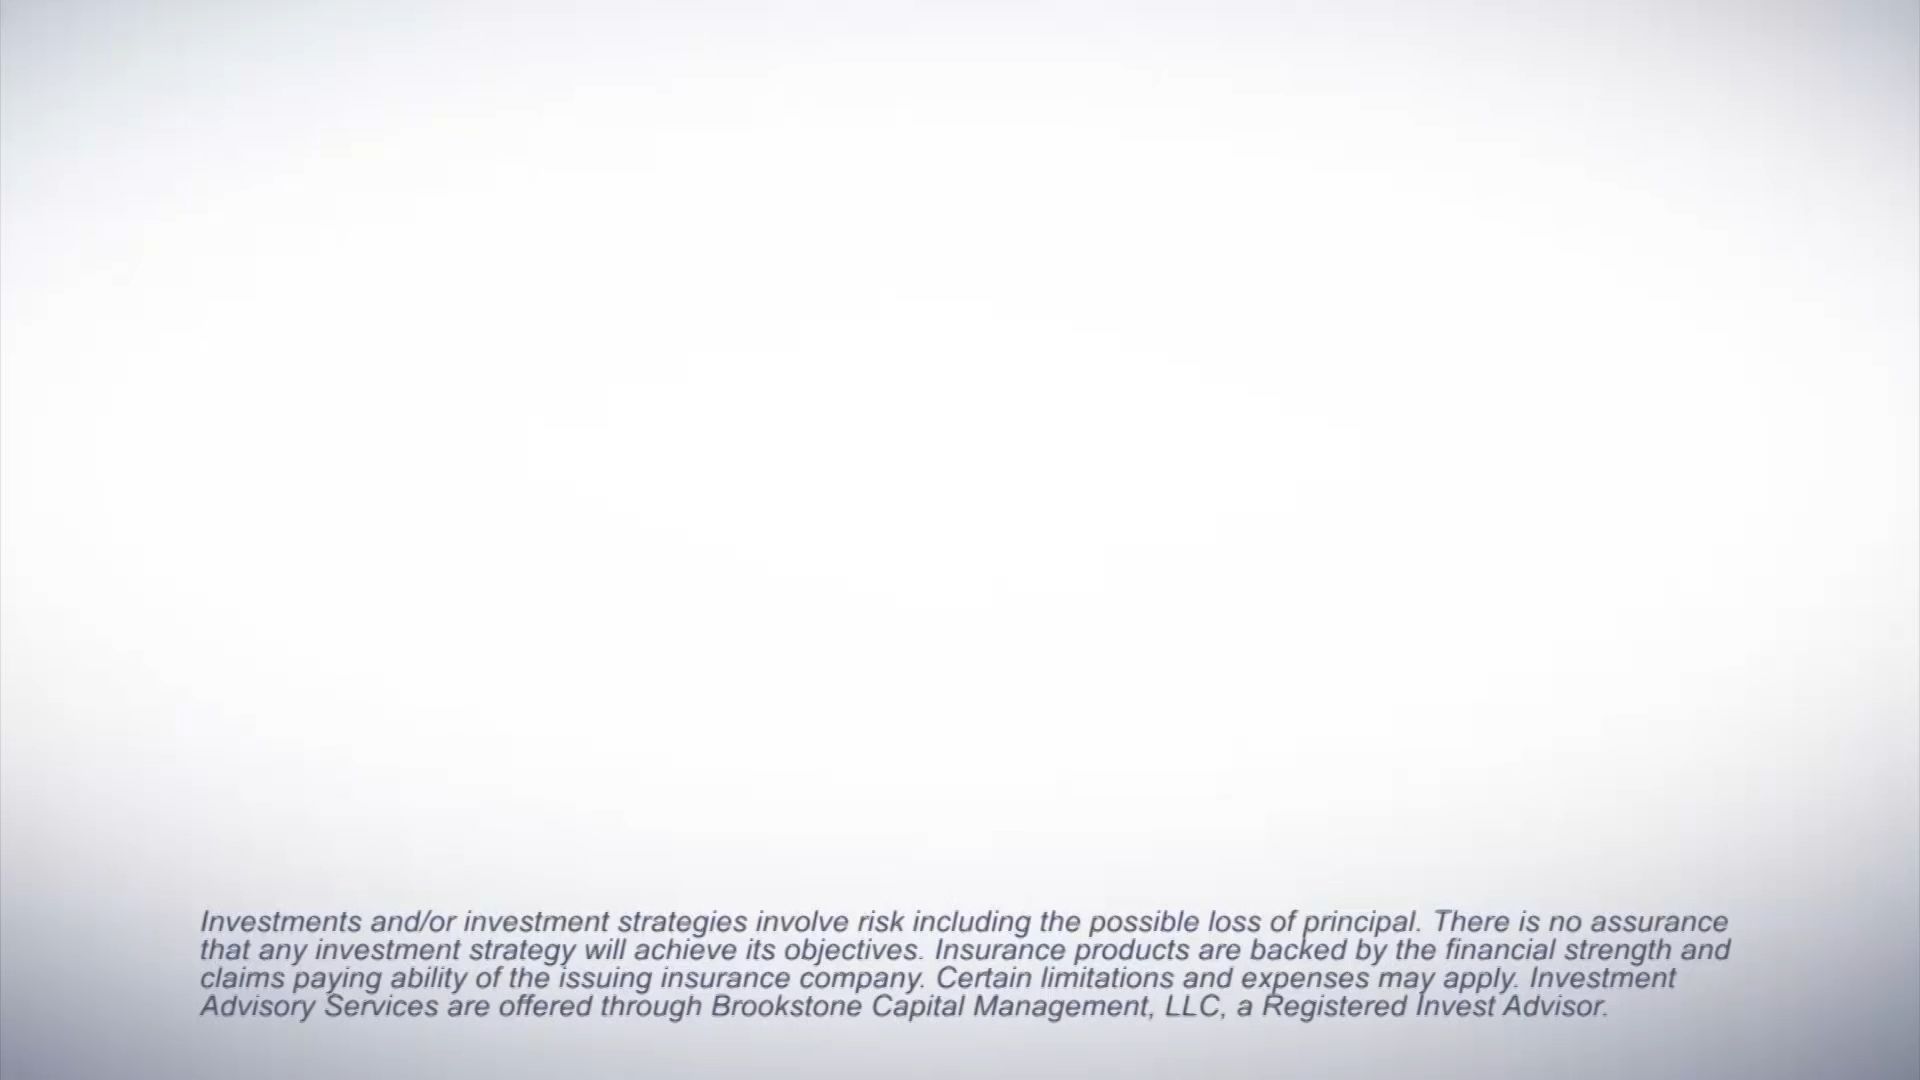 Investments and/or investment strategies involve risk including the possible loss of principal. There is no assurance
that any investment strategy will achieve its objectives. Insurance products are backed by the financial strength and
claims paying ability of the issuing insurance company. Certain limitations and expenses may apply. Investment
Advisory Services are offered through Brookstone Capital Management, LLC, a Registered Invest Advisor.